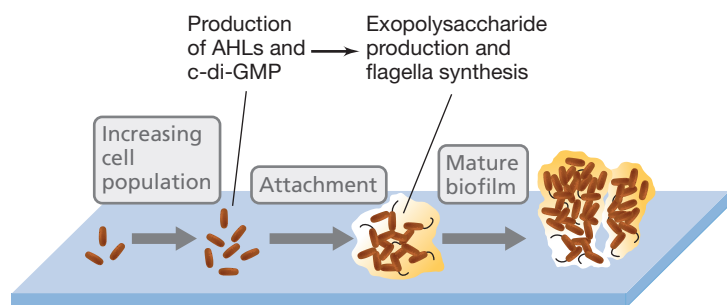 Production
of AHLs and
c-di-GMP
Exopolysaccharide
production and
flagella synthesis
Increasing
cell
population
Attachment
Mature
biofilm